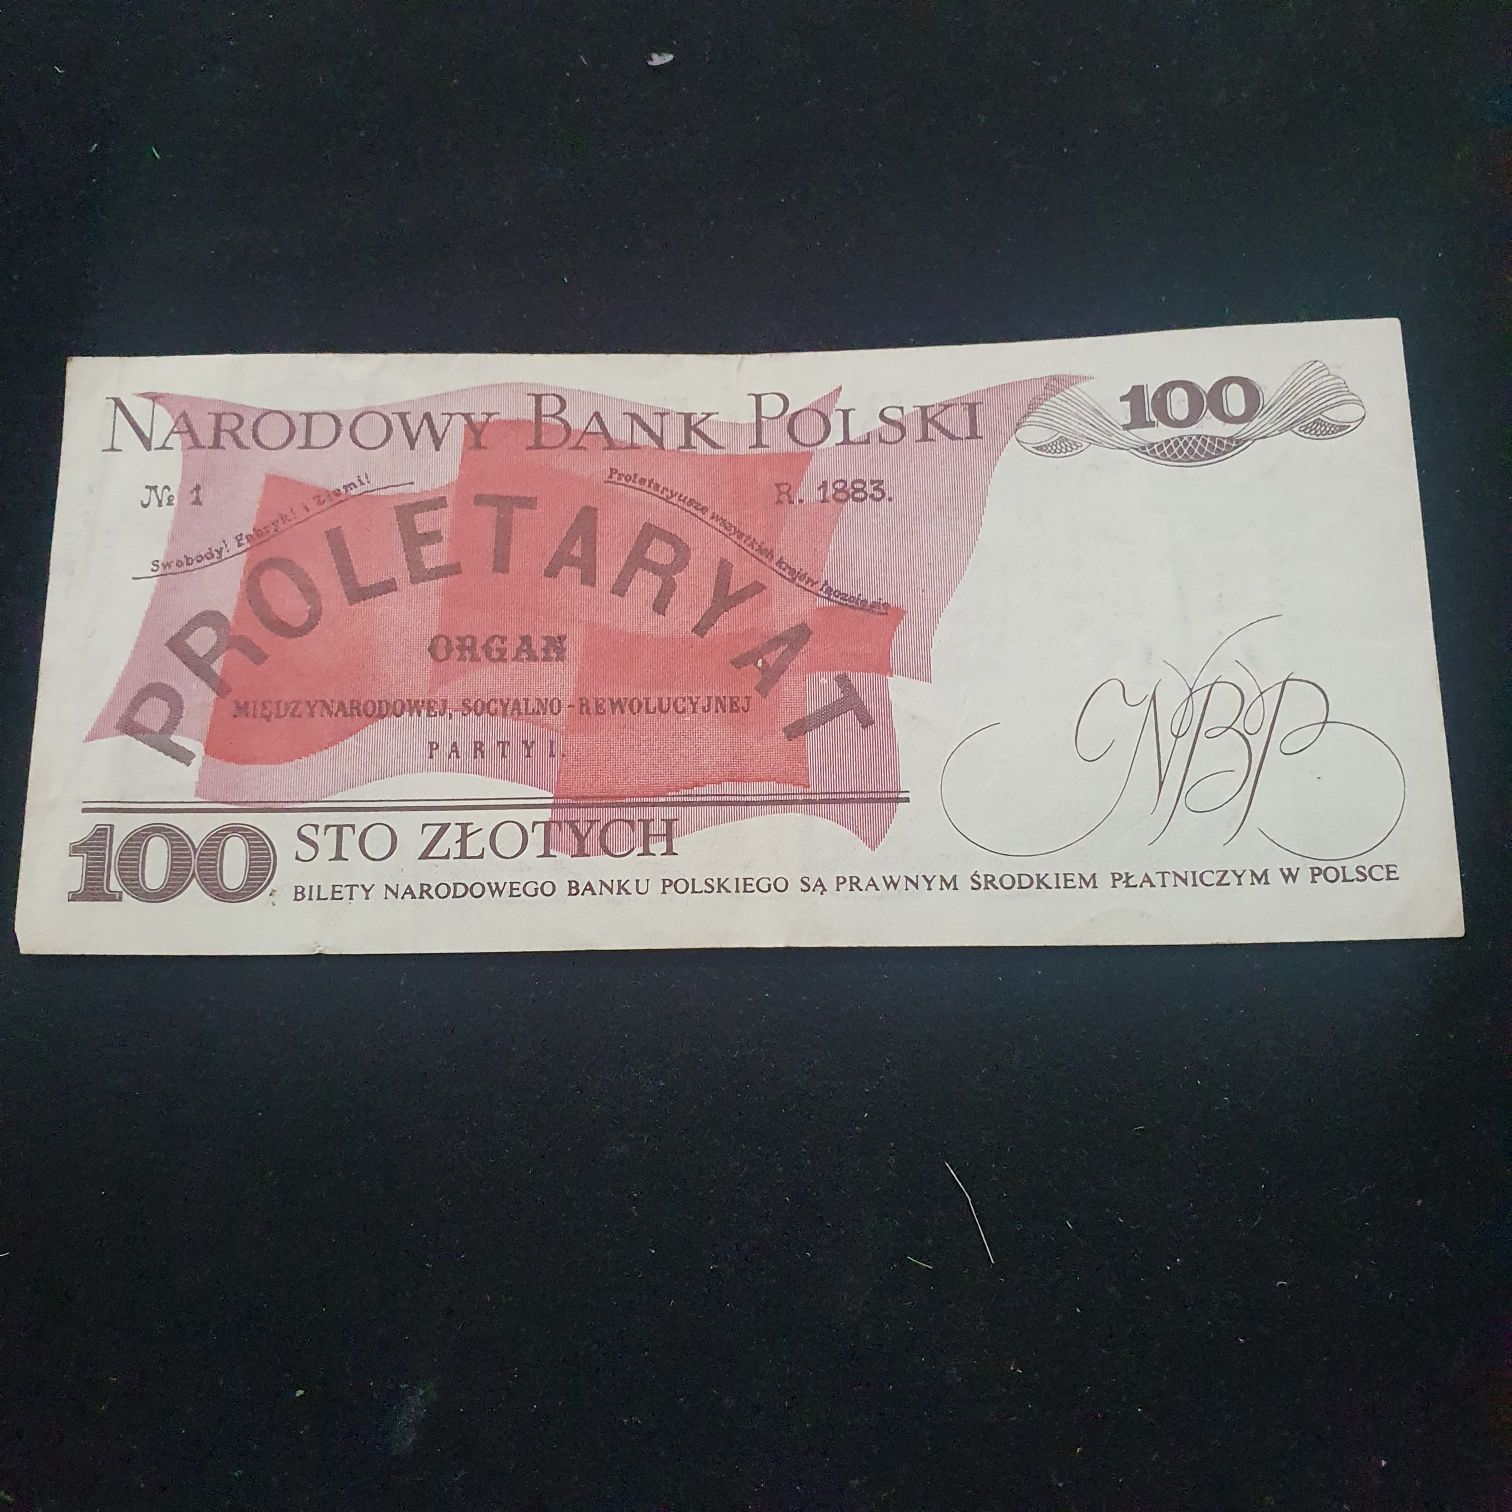 NARODOWY BANK POLSKI
100
№ 1
R. 1883.
Swobody! Fabryk! i Ziemi!
Proletaryusze wszystkich krajów łączcie się
PROLETARYAT
ORGAN
MIĘDZYNARODOWEJ, SOCYALNO-REWOLUCYJNEJ
PARTYI.
NBP
100 STO ZŁOTYCH
BILETY NARODOWEGO BANKU POLSKIEGO SĄ PRAWNYM ŚRODKIEM PŁATNICZYM W POLSCE